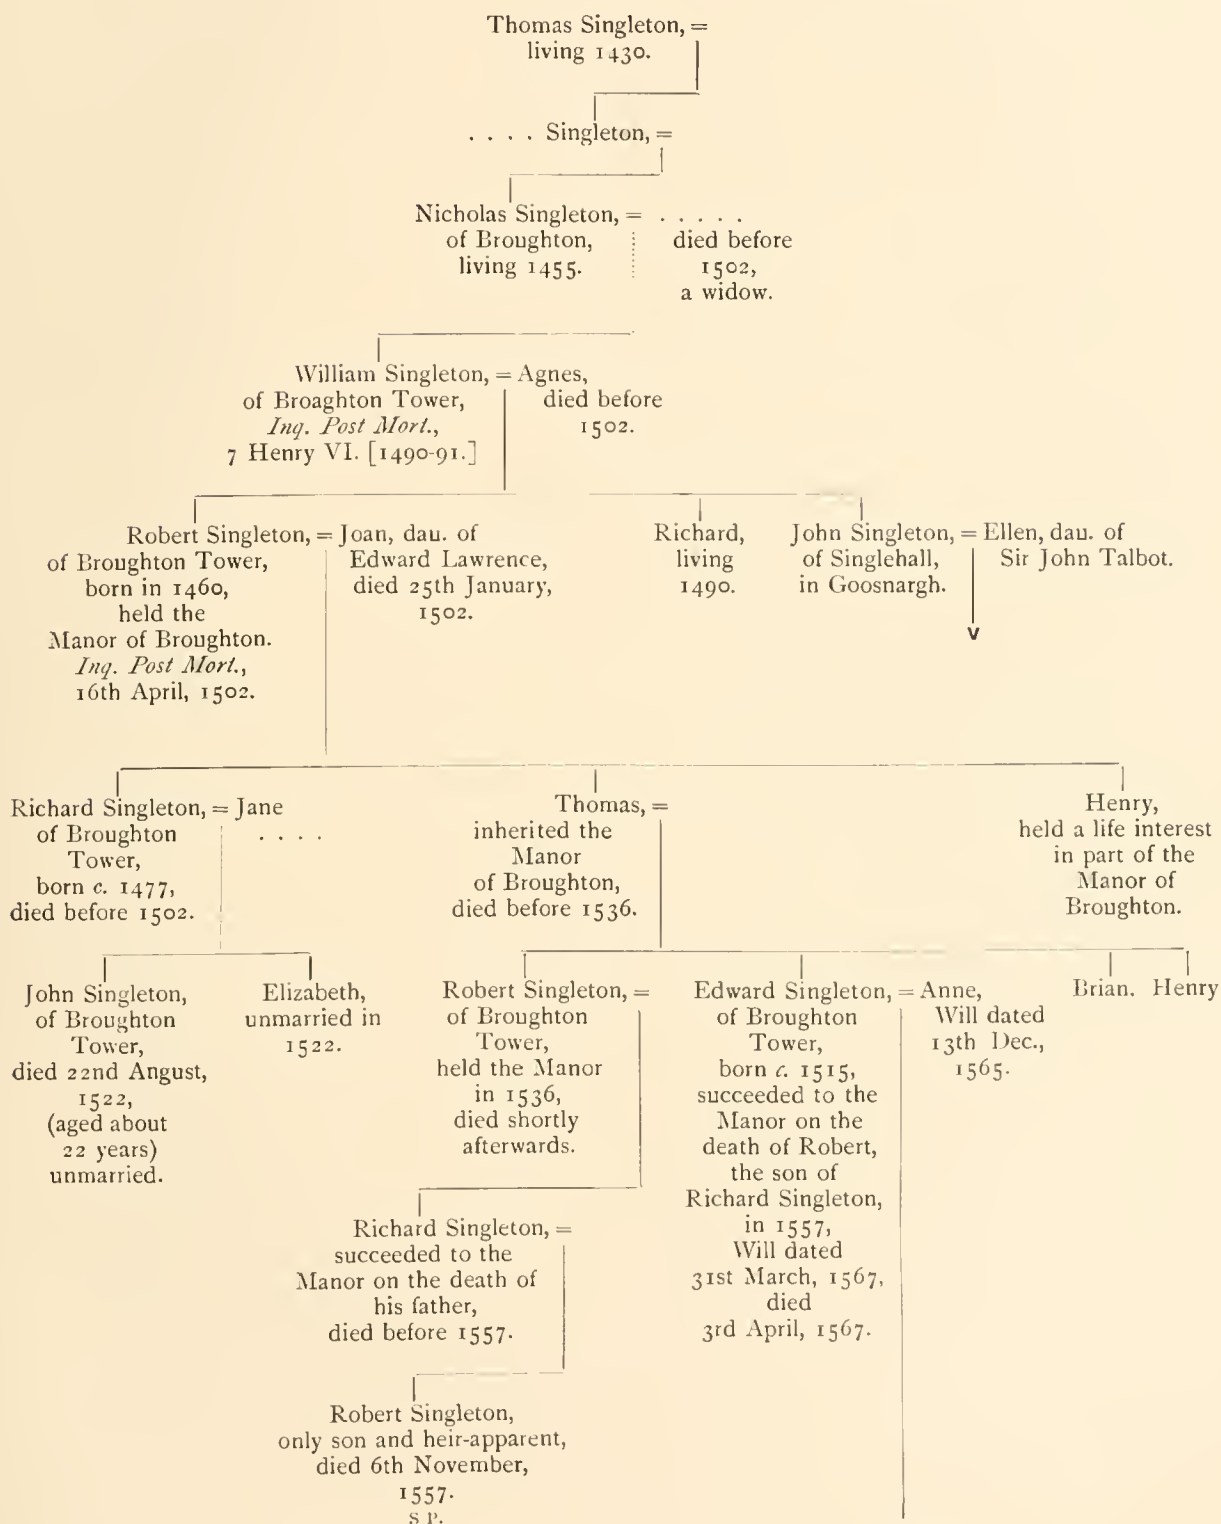 Thomas Singleton, =
living 1430.
. . . . Singleton, =
Nicholas Singleton, = . . . . .
of Broughton,
living 1455.
died before
1502,
a widow.
William Singleton, = Agnes,
of Broaghton Tower,
Inq. Post Mort.,
7 Henry VI. [1490-91.]
died before
1502.
Robert Singleton, = Joan, dau. of
of Broughton Tower,
born in 1460,
held the
Manor of Broughton.
Inq. Post Mort.,
16th April, 1502.
Edward Lawrence,
died 25th January,
1502.
Richard,
living
1490.
John Singleton, = Ellen, dau. of
of Singlehall,
in Goosnargh.
Sir John Talbot.
Richard Singleton, = Jane
of Broughton
Tower,
born c. 1477,
died before 1502.
. . . .
Thomas, =
inherited the
Manor
of Broughton,
died before 1536.
Henry,
held a life interest
in part of the
Manor of
Broughton.
John Singleton,
of Broughton
Tower,
died 22nd Angust,
1522,
(aged about
22 years)
unmarried.
Elizabeth,
unmarried in
1522.
Robert Singleton, =
of Broughton
Tower,
held the Manor
in 1536,
died shortly
afterwards.
Edward Singleton, = Anne,
of Broughton
Tower,
born c. 1515,
succeeded to the
Manor on the
death of Robert,
the son of
Richard Singleton,
in 1557,
Will dated
31st March, 1567,
died
3rd April, 1567.
Will dated
13th Dec.,
1565.
Brian. Henry
Richard Singleton, =
succeeded to the
Manor on the death of
his father,
died before 1557.
Robert Singleton,
only son and heir-apparent,
died 6th November,
1557.
S P.